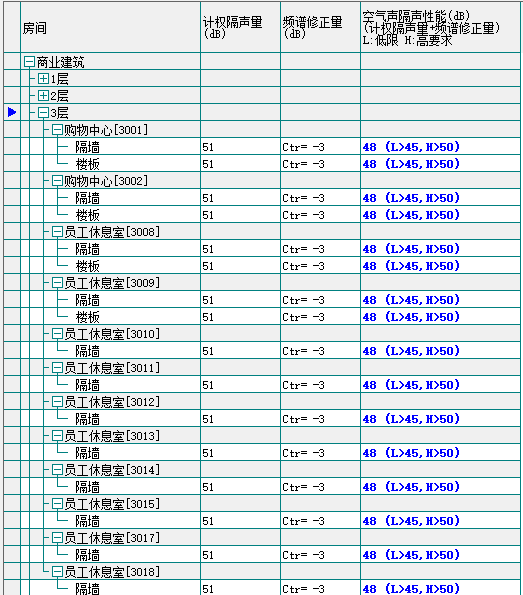 房间 计权隔声量(dB) 频谱修正量(dB) 空气声隔声性能(dB)
(计权隔声量+频谱修正量)
L:低限 H:高要求
商业建筑
1层
2层
3层
购物中心[3001]
隔墙 51 Ctr= -3 48 (L>45,H>50)
楼板 51 Ctr= -3 48 (L>45,H>50)
购物中心[3002]
隔墙 51 Ctr= -3 48 (L>45,H>50)
楼板 51 Ctr= -3 48 (L>45,H>50)
员工休息室[3008]
隔墙 51 Ctr= -3 48 (L>45,H>50)
楼板 51 Ctr= -3 48 (L>45,H>50)
员工休息室[3009]
隔墙 51 Ctr= -3 48 (L>45,H>50)
楼板 51 Ctr= -3 48 (L>45,H>50)
员工休息室[3010]
隔墙 51 Ctr= -3 48 (L>45,H>50)
员工休息室[3011]
隔墙 51 Ctr= -3 48 (L>45,H>50)
员工休息室[3012]
隔墙 51 Ctr= -3 48 (L>45,H>50)
员工休息室[3013]
隔墙 51 Ctr= -3 48 (L>45,H>50)
员工休息室[3014]
隔墙 51 Ctr= -3 48 (L>45,H>50)
员工休息室[3015]
隔墙 51 Ctr= -3 48 (L>45,H>50)
员工休息室[3017]
隔墙 51 Ctr= -3 48 (L>45,H>50)
员工休息室[3018]
隔墙 51 Ctr= -3 48 (L>45,H>50)